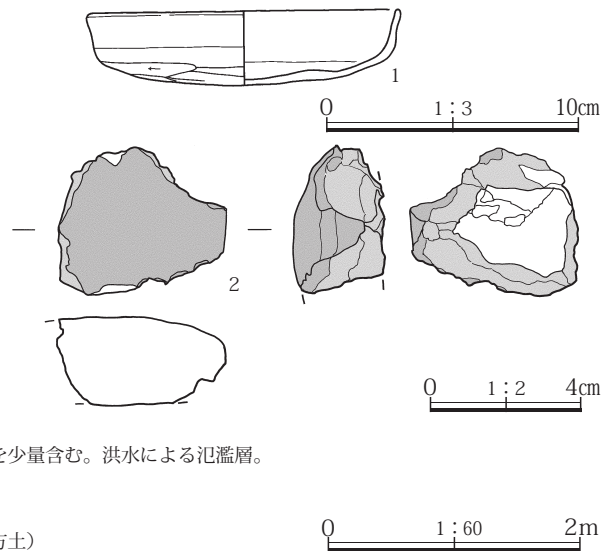 1
0 1：3 10㎝
2
0 1：2 4㎝
を少量含む。洪水による氾濫層。
0 1：60 2m
方土）